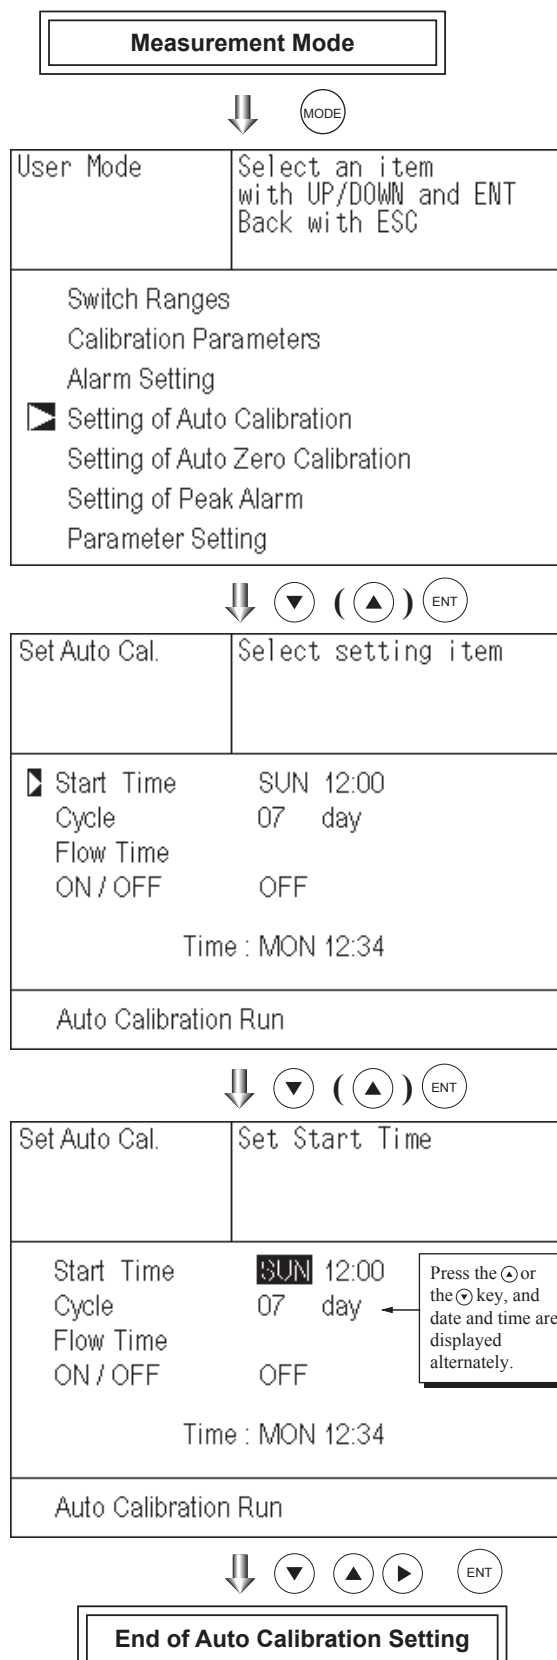 Measurement Mode
MODE
User Mode
Select an item
with UP/DOWN and ENT
Back with ESC
Switch Ranges
Calibration Parameters
Alarm Setting
Setting of Auto Calibration
Setting of Auto Zero Calibration
Setting of Peak Alarm
Parameter Setting
( ) ENT
Set Auto Cal.
Select setting item
Start Time SUN 12:00
Cycle 07 day
Flow Time
ON / OFF OFF
Time : MON 12:34
Auto Calibration Run
( ) ENT
Set Auto Cal.
Set Start Time
Start Time SUN 12:00
Cycle 07 day
Flow Time
ON / OFF OFF
Press the ▲ or
the ▼ key, and
date and time are
displayed
alternately.
Time : MON 12:34
Auto Calibration Run
ENT
End of Auto Calibration Setting